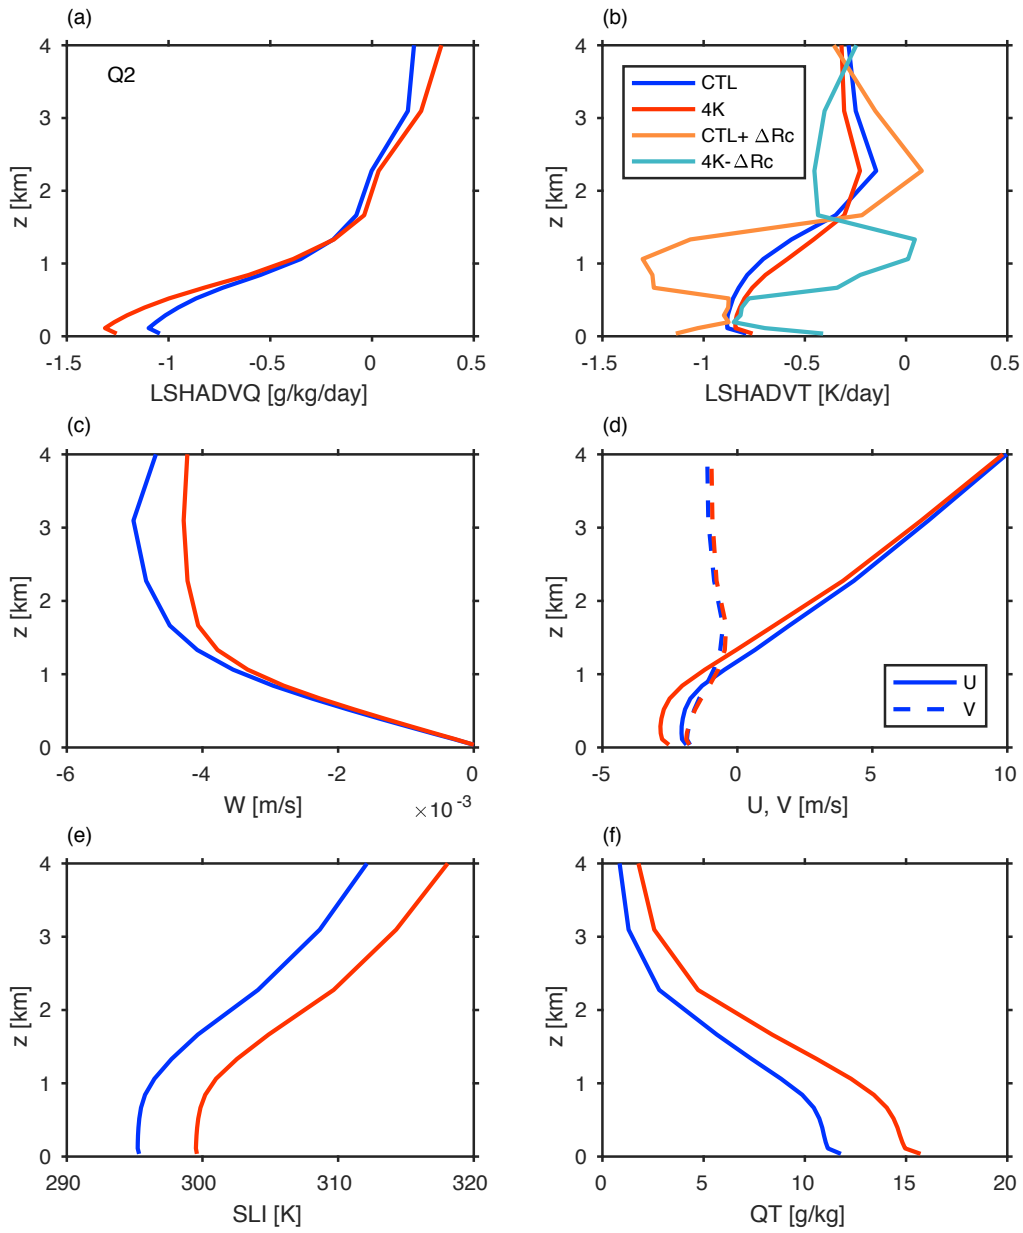 (a)
4
3
2
1
0
z [km]
Q2
-1.5 -1 -0.5 0 0.5
LSHADVQ [g/kg/day]
(b)
4
3
2
1
0
z [km]
CTL
4K
CTL+ ΔRc
4K-ΔRc
-1.5 -1 -0.5 0 0.5
LSHADVT [K/day]
(c)
4
3
2
1
0
z [km]
-6 -4 -2 0
W [m/s]
×10⁻³
(d)
4
3
2
1
0
z [km]
U
V
-5 0 5 10
U, V [m/s]
(e)
4
3
2
1
0
z [km]
290 300 310 320
SLI [K]
(f)
4
3
2
1
0
z [km]
0 5 10 15 20
QT [g/kg]